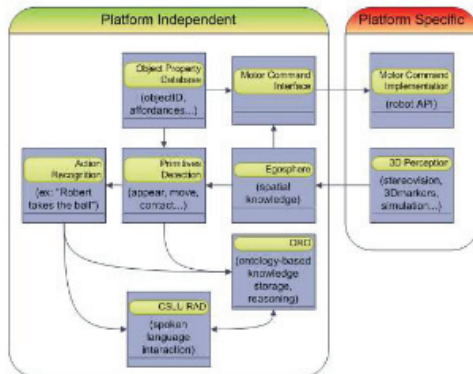 Platform Independent
Platform Specific
Object Property
Database
(objectID,
affordances...)
Motor Command
Interface
Motor Command
Implementation
(robot API)
Action
Recognition
(ex: "Robert
takes the ball")
Primitives
Detection
(appear, move,
contact...)
Egosphere
(spatial
knowledge)
3D Perception
(stereovision,
3Dmarkers,
simulation...)
ORO
(ontology-based
knowledge
storage,
reasoning)
CSLU RAD
(spoken
language
interaction)